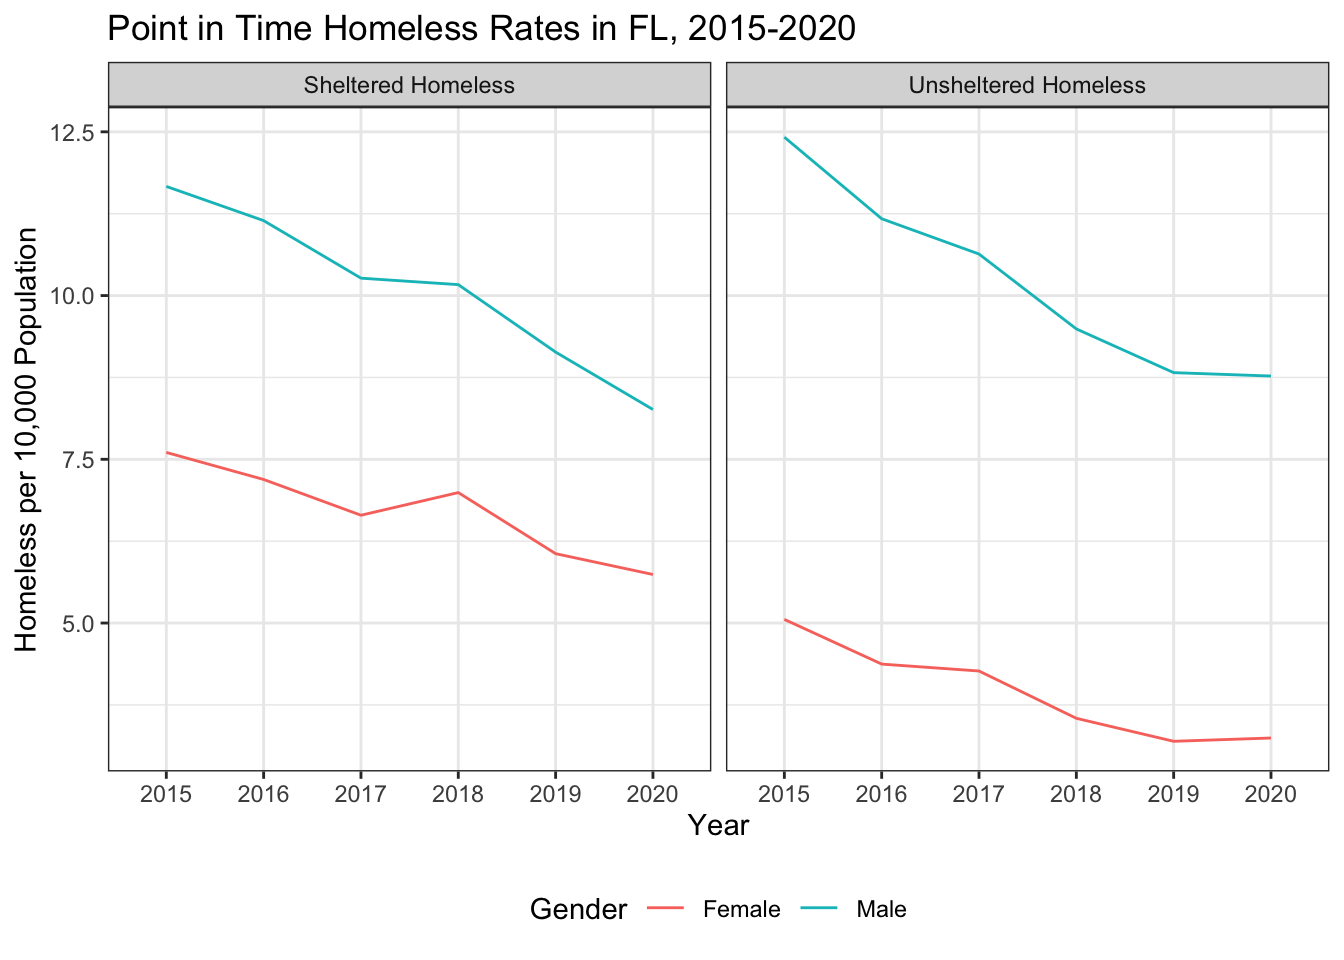 Point in Time Homeless Rates in FL, 2015-2020
Sheltered Homeless
Unsheltered Homeless
Homeless per 10,000 Population
12.5
10.0
7.5
5.0
2015 2016 2017 2018 2019 2020
2015 2016 2017 2018 2019 2020
Year
Gender Female Male